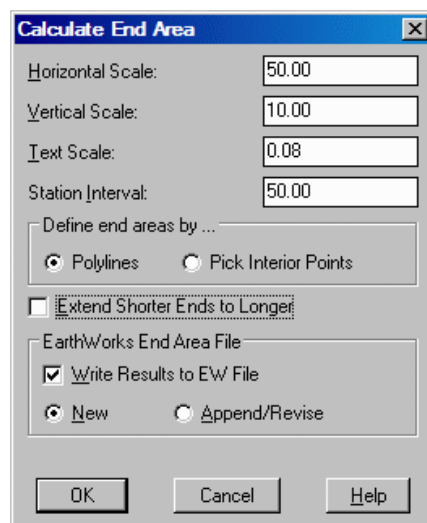 Calculate End Area
Horizontal Scale: 50.00
Vertical Scale: 10.00
Text Scale: 0.08
Station Interval: 50.00
Define end areas by ...
Polylines Pick Interior Points
Extend Shorter Ends to Longer
EarthWorks End Area File
Write Results to EW File
New Append/Revise
OK Cancel Help